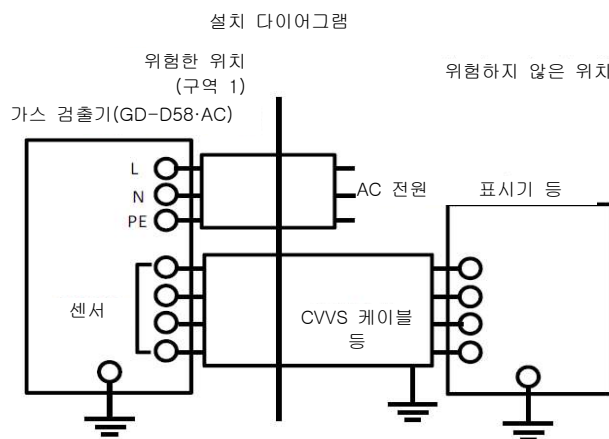 설치 다이어그램
위험한 위치
(구역 1)
위험하지 않은 위치
가스 검출기(GD-D58·AC)
L
N
PE
AC 전원
표시기 등
센서
CVVS 케이블
등